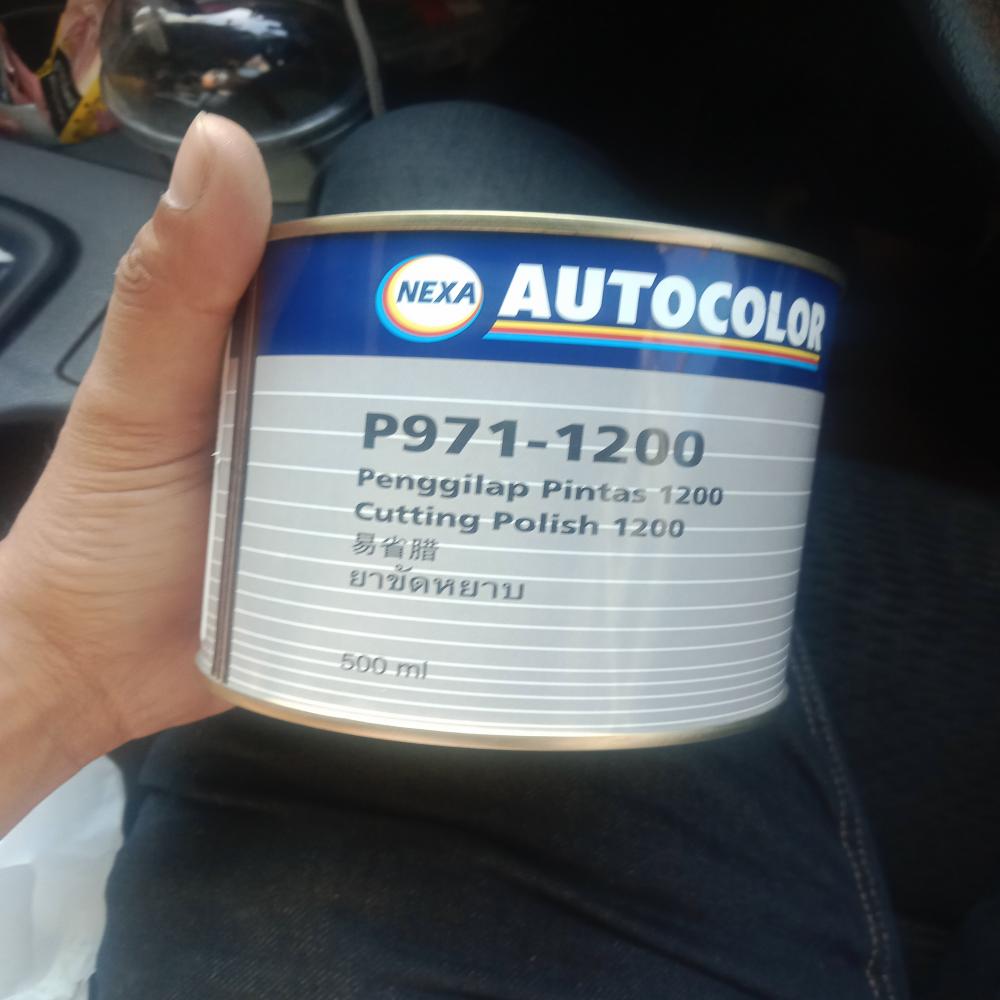 NEXA AUTOCOLOR
P971-1200
Penggilap Pintas 1200
Cutting Polish 1200
易省腊
ยาขัดหยาบ
500 ml